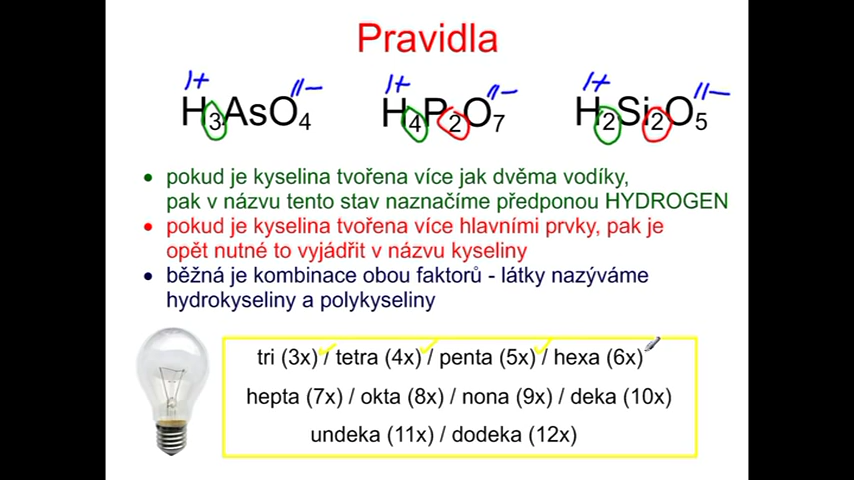 Pravidla
I+ II− I+ II− I+ II−
H3AsO4 H4P2O7 H2Si2O5
• pokud je kyselina tvořena více jak dvěma vodíky,
pak v názvu tento stav naznačíme předponou HYDROGEN
• pokud je kyselina tvořena více hlavními prvky, pak je
opět nutné to vyjádřit v názvu kyseliny
• běžná je kombinace obou faktorů - látky nazýváme
hydrokyseliny a polykyseliny
tri (3x) / tetra (4x) / penta (5x) / hexa (6x)
hepta (7x) / okta (8x) / nona (9x) / deka (10x)
undeka (11x) / dodeka (12x)